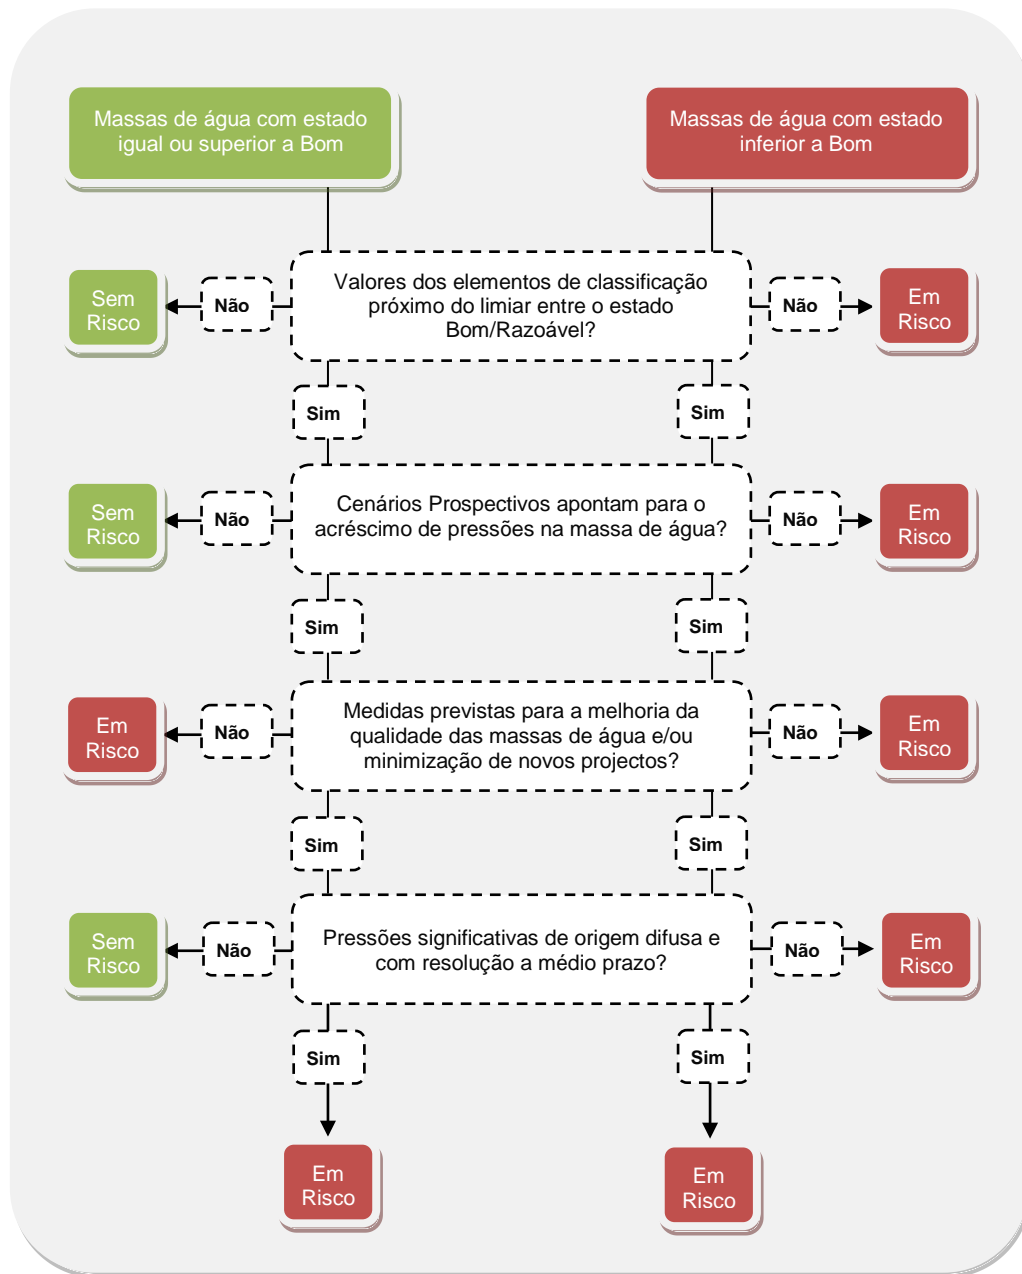 Massas de água com estado
igual ou superior a Bom
Massas de água com estado
inferior a Bom
Valores dos elementos de classificação
próximo do limiar entre o estado
Bom/Razoável?
Sem
Risco
Não
Não
Em
Risco
Sim
Sim
Cenários Prospectivos apontam para o
acréscimo de pressões na massa de água?
Sem
Risco
Não
Não
Em
Risco
Sim
Sim
Medidas previstas para a melhoria da
qualidade das massas de água e/ou
minimização de novos projectos?
Em
Risco
Não
Não
Em
Risco
Sim
Sim
Pressões significativas de origem difusa e
com resolução a médio prazo?
Sem
Risco
Não
Não
Em
Risco
Sim
Sim
Em
Risco
Em
Risco